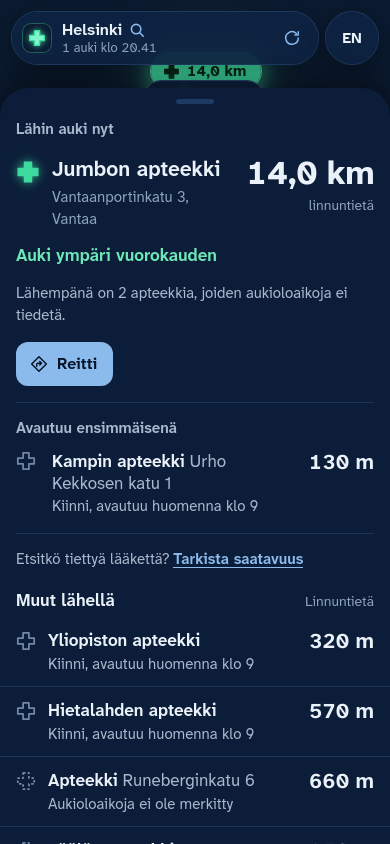 Helsinki
1 auki klo 20.41
EN
14,0 km
Lähin auki nyt
Jumbon apteekki
14,0 km
Vantaanportinkatu 3,
Vantaa
linnuntietä
Auki ympäri vuorokauden
Lähempänä on 2 apteekkia, joiden aukioloaikoja ei
tiedetä.
Reitti
Avautuu ensimmäisenä
Kampin apteekki Urho
Kekkosen katu 1
130 m
Kiinni, avautuu huomenna klo 9
Etsitkö tiettyä lääkettä? Tarkista saatavuus
Muut lähellä
Linnuntietä
Yliopiston apteekki
320 m
Kiinni, avautuu huomenna klo 9
Hietalahden apteekki
570 m
Kiinni, avautuu huomenna klo 9
Apteekki Runeberginkatu 6
660 m
Aukioloaikoja ei ole merkitty